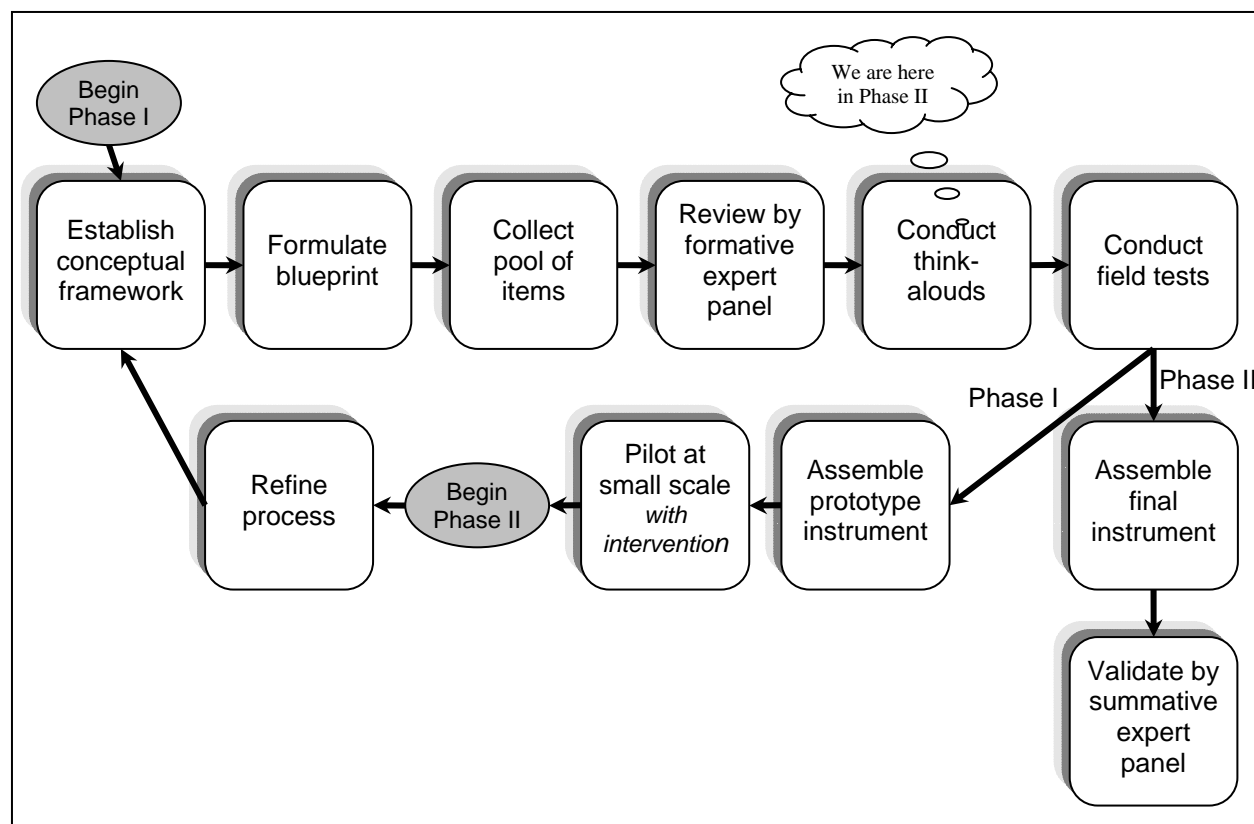 We are here
in Phase II
Begin
Phase I
Establish
conceptual
framework
Formulate
blueprint
Collect
pool of
items
Review by
formative
expert
panel
Conduct
think-
alouds
Conduct
field tests
Phase I
Phase II
Refine
process
Begin
Phase II
Pilot at
small scale
with
intervention
Assemble
prototype
instrument
Assemble
final
instrument
Validate by
summative
expert
panel